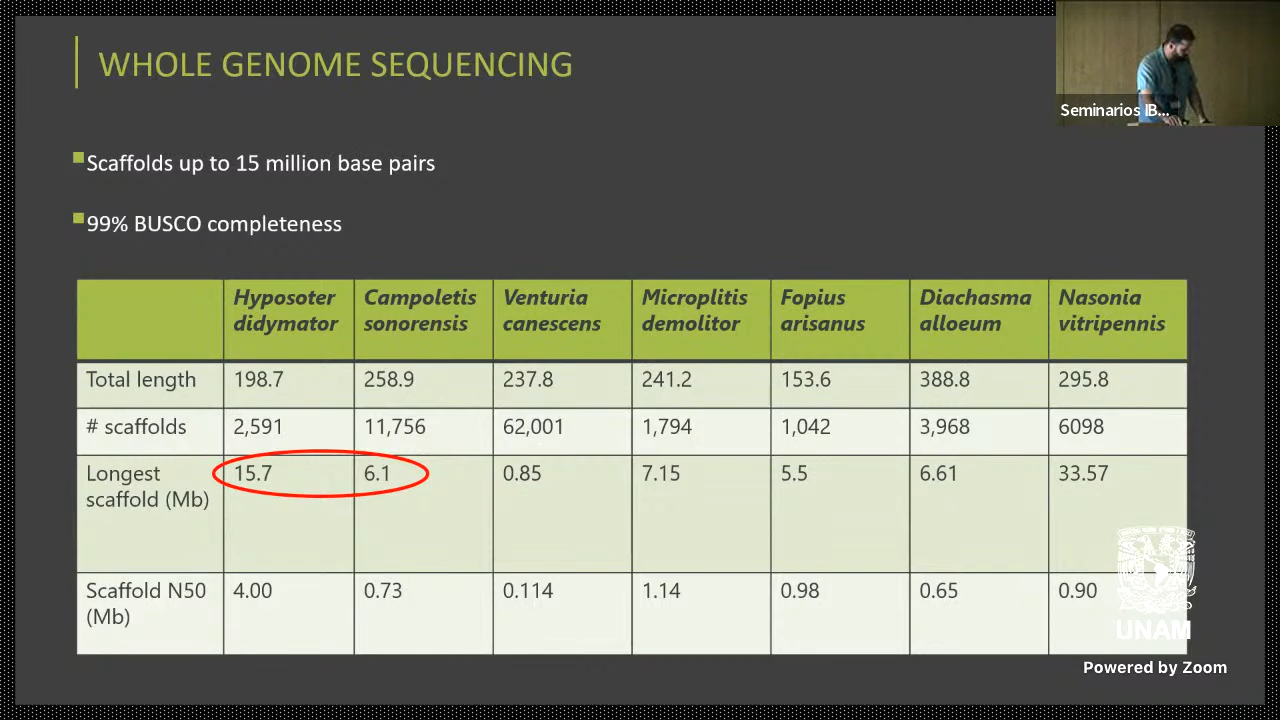 WHOLE GENOME SEQUENCING
Seminarios IB...
Scaffolds up to 15 million base pairs
99% BUSCO completeness
Hyposoter didymator Campoletis sonorensis Venturia canescens Microplitis demolitor Fopius arisanus Diachasma alloeum Nasonia vitripennis
Total length 198.7 258.9 237.8 241.2 153.6 388.8 295.8
# scaffolds 2,591 11,756 62,001 1,794 1,042 3,968 6098
Longest scaffold (Mb) 15.7 6.1 0.85 7.15 5.5 6.61 33.57
Scaffold N50 (Mb) 4.00 0.73 0.114 1.14 0.98 0.65 0.90
UNAM
Powered by Zoom